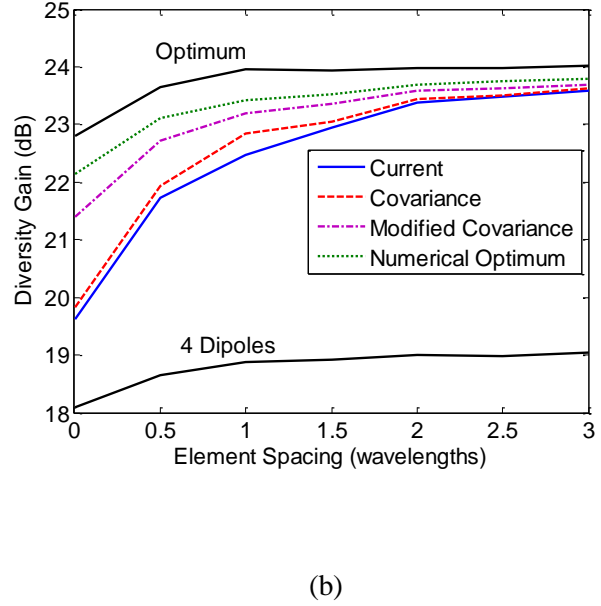 25
24
23
22
21
20
19
18
Diversity Gain (dB)
Optimum
Current
Covariance
Modified Covariance
Numerical Optimum
4 Dipoles
0 0.5 1 1.5 2 2.5 3
Element Spacing (wavelengths)
(b)